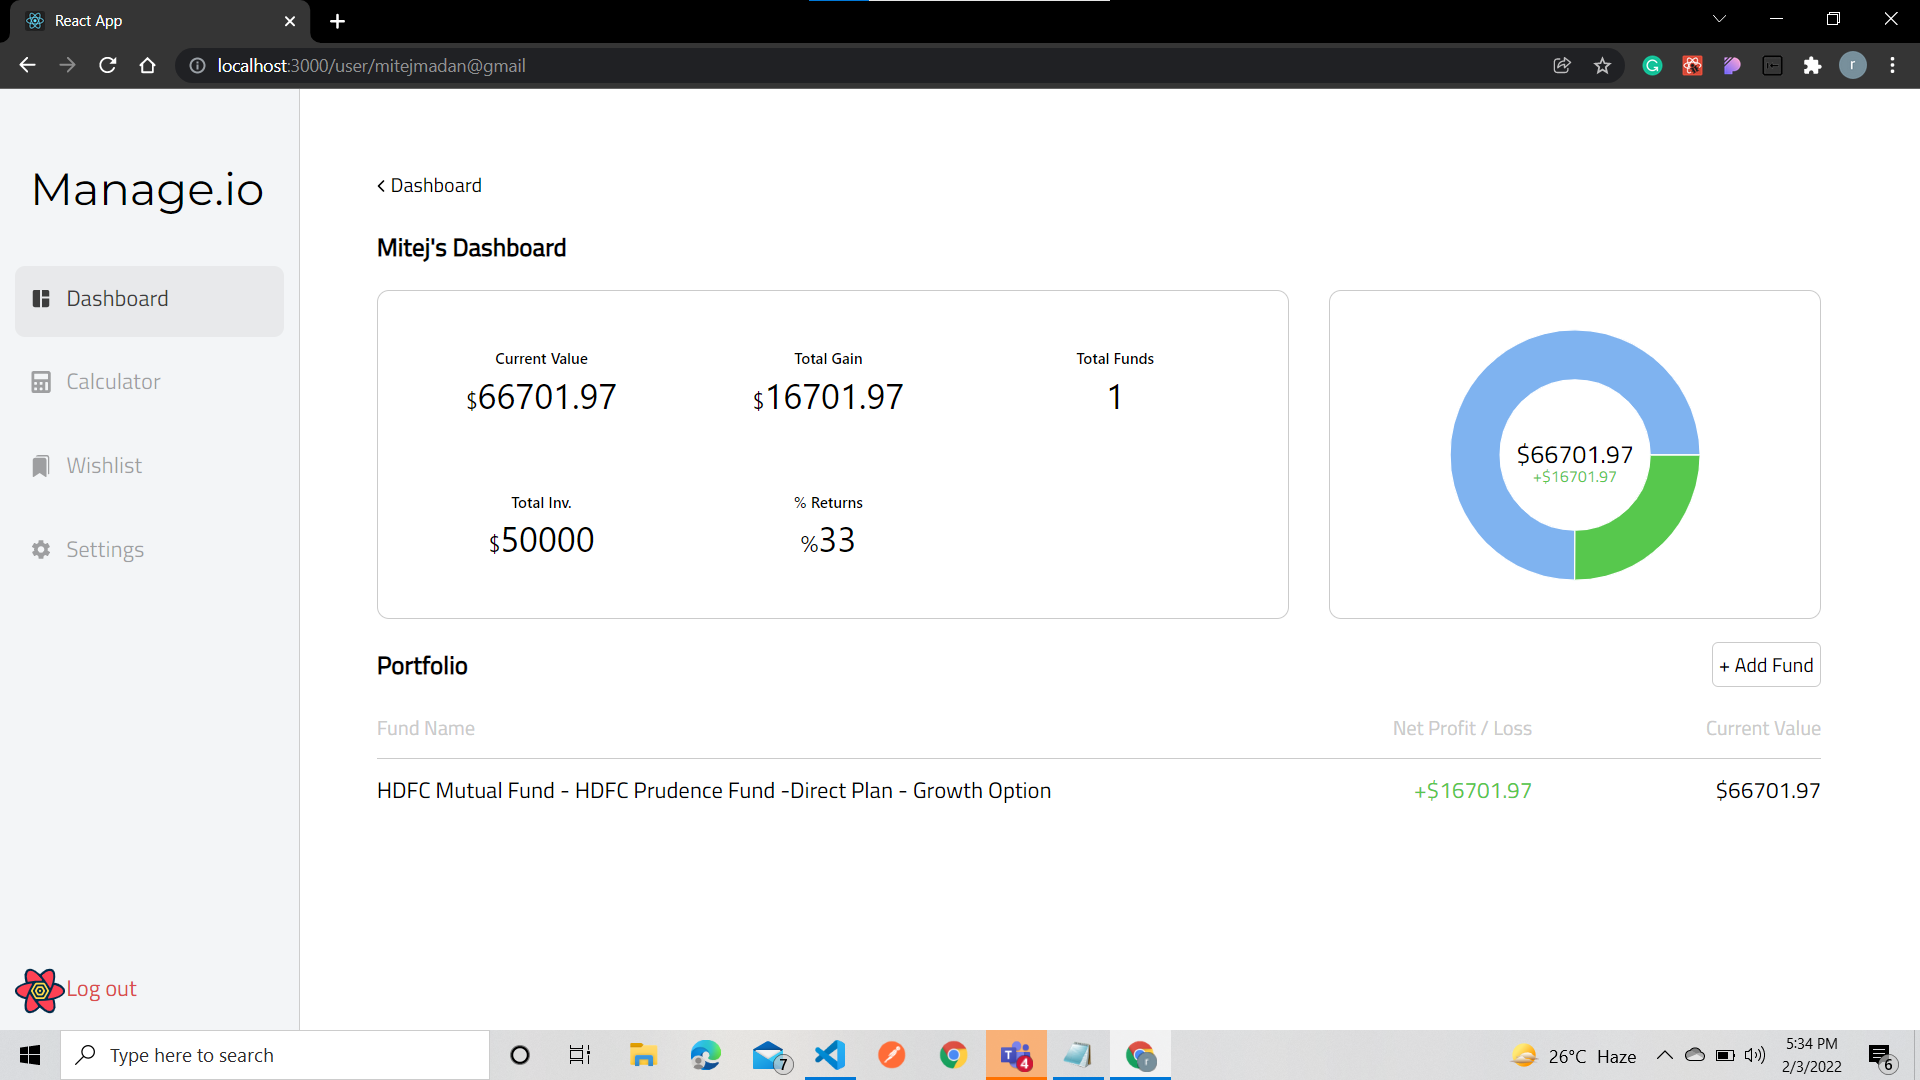 React App
localhost:3000/user/mitejmadan@gmail
r
Manage.io
Dashboard
Calculator
Wishlist
Settings
Log out
< Dashboard
Mitej's Dashboard
Current Value
$66701.97
Total Gain
$16701.97
Total Funds
1
Total Inv.
$50000
% Returns
%33
$66701.97
+$16701.97
Portfolio
+ Add Fund
Fund Name Net Profit / Loss Current Value
HDFC Mutual Fund - HDFC Prudence Fund -Direct Plan - Growth Option +$16701.97 $66701.97
Type here to search
7
T
4
r
26°C Haze
5:34 PM
2/3/2022
6